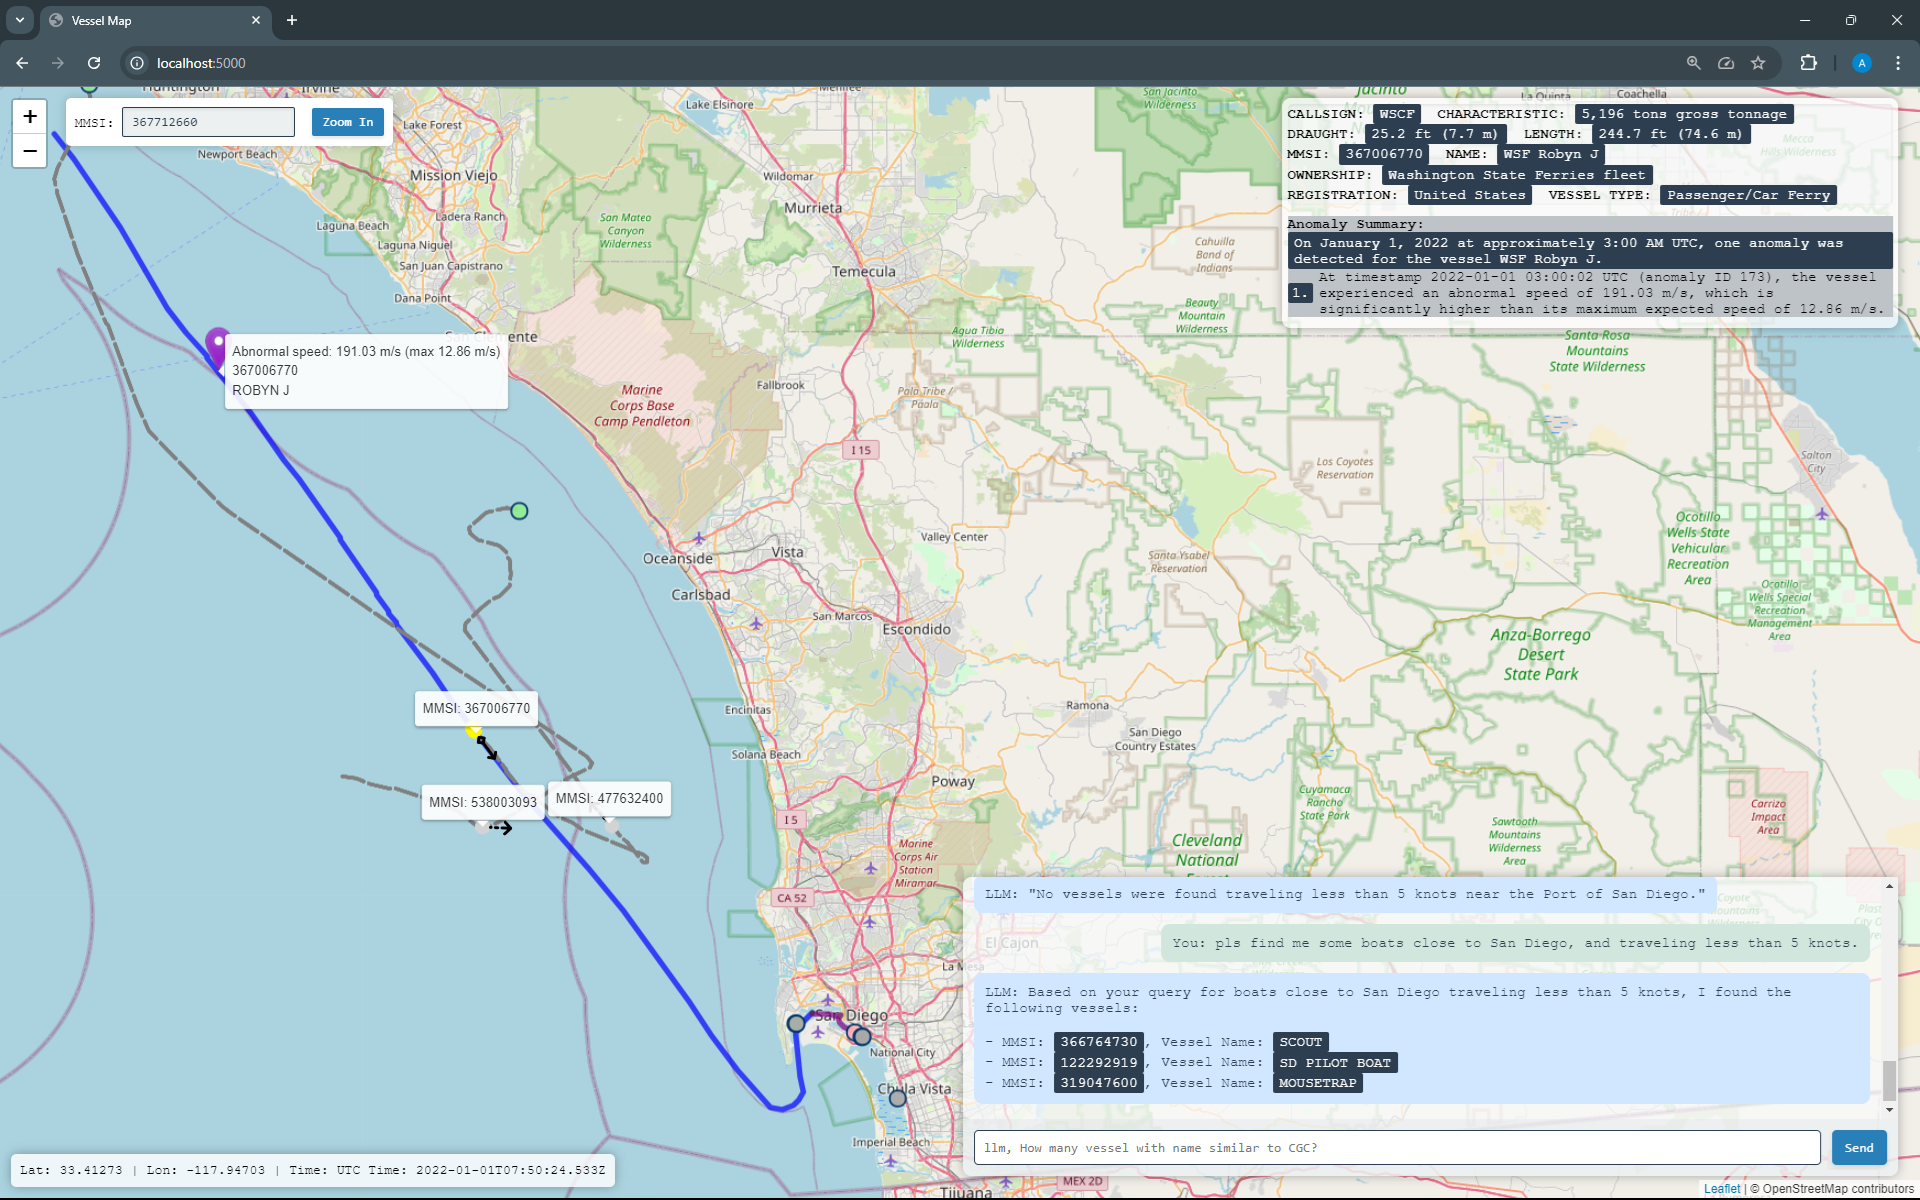 Vessel Map
localhost:5000
A
+
−
MMSI: 367712660 Zoom In
Huntington
Irvine
Lake Elsinore
Menifee
San Jacinto
Wilderness
Jacinto
La Quinta
Coachella
Lake Forest
Newport Beach
Mission Viejo
Wildomar
Murrieta
Ladera Ranch
San Mateo
Canyon
Wilderness
Laguna Beach
Laguna Niguel
San Juan Capistrano
Temecula
Dana Point
San Clemente
Cahuilla
Band of
Indians
Beauty
Mountain
Wilderness
Agua Tibia
Wilderness
Mecca
Hills Wilderness
CALLSIGN: WSCF CHARACTERISTIC: 5,196 tons gross tonnage
DRAUGHT: 25.2 ft (7.7 m) LENGTH: 244.7 ft (74.6 m)
MMSI: 367006770 NAME: WSF Robyn J
OWNERSHIP: Washington State Ferries fleet
REGISTRATION: United States VESSEL TYPE: Passenger/Car Ferry
Anomaly Summary:
On January 1, 2022 at approximately 3:00 AM UTC, one anomaly was
detected for the vessel WSF Robyn J.
1. At timestamp 2022-01-01 03:00:02 UTC (anomaly ID 173), the vessel
experienced an abnormal speed of 191.03 m/s, which is
significantly higher than its maximum expected speed of 12.86 m/s.
Abnormal speed: 191.03 m/s (max 12.86 m/s)
367006770
ROBYN J
Santa Rosa
Mountains
State Wilderness
Marine
Corps Base
Camp Pendleton
Fallbrook
Pala Tribe /
Paala
I 15
Los Coyotes
Reservation
Salton
City
Oceanside
Vista
Valley Center
Santa Ysabel
Reservation
Carlsbad
San Marcos
Escondido
Ocotillo
Wells State
Vehicular
Recreation
Area
Ocotillo
Wells Special
Recreation
Management
Area
Anza-Borrego
Desert
State Park
MMSI: 367006770
Encinitas
Ramona
Solana Beach
San Diego
Country Estates
Poway
MMSI: 538003093
MMSI: 477632400
I 5
Cuyamaca
Rancho
State Park
Carrizo
Impact
Area
Sawtooth
Mountains
Wilderness
Area
Cleveland
National
Marine
Corps Air
Station
Miramar
CA 52
El Cajon
La Mesa
Coyote
Mountains
Wilderness
San Diego
National City
Chula Vista
Imperial Beach
Tijuana
MEX 2D
LLM: "No vessels were found traveling less than 5 knots near the Port of San Diego."
You: pls find me some boats close to San Diego, and traveling less than 5 knots.
LLM: Based on your query for boats close to San Diego traveling less than 5 knots, I found the
following vessels:
- MMSI: 366764730, Vessel Name: SCOUT
- MMSI: 122292919, Vessel Name: SD PILOT BOAT
- MMSI: 319047600, Vessel Name: MOUSETRAP
llm, How many vessel with name similar to CGC?
Send
Lat: 33.41273 | Lon: -117.94703 | Time: UTC Time: 2022-01-01T07:50:24.533Z
Leaflet | © OpenStreetMap contributors